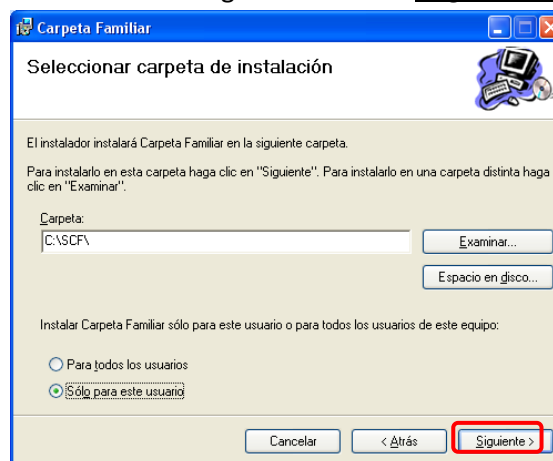 Carpeta Familiar
Seleccionar carpeta de instalación
El instalador instalará Carpeta Familiar en la siguiente carpeta.
Para instalarlo en esta carpeta haga clic en "Siguiente". Para instalarlo en una carpeta distinta haga
clic en "Examinar".
Carpeta:
C:\SCF\
Examinar...
Espacio en disco...
Instalar Carpeta Familiar sólo para este usuario o para todos los usuarios de este equipo:
Para todos los usuarios
Sólo para este usuario
Cancelar
< Atrás
Siguiente >